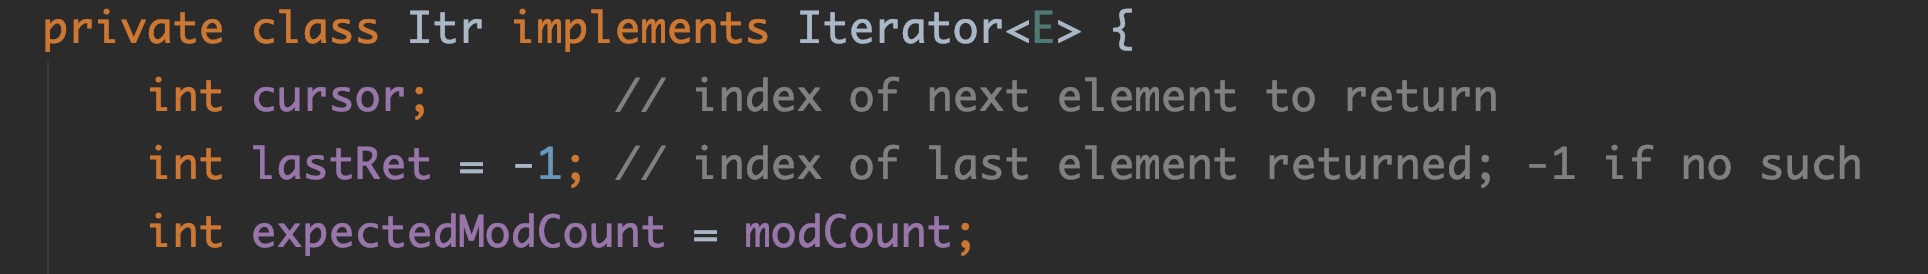 private class Itr implements Iterator<E> {
int cursor;       // index of next element to return
int lastRet = -1; // index of last element returned; -1 if no such
int expectedModCount = modCount;